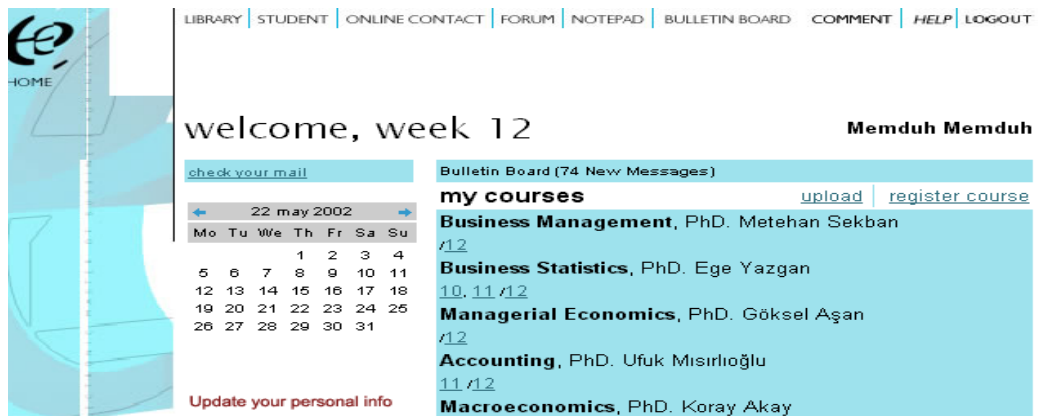 LIBRARY STUDENT ONLINE CONTACT FORUM NOTEPAD BULLETIN BOARD COMMENT HELP LOGOUT
HOME
welcome, week 12
Memduh Memduh
check your mail
22 may 2002
Mo Tu We Th Fr Sa Su
1 2 3 4
5 6 7 8 9 10 11
12 13 14 15 16 17 18
19 20 21 22 23 24 25
26 27 28 29 30 31
Update your personal info
Bulletin Board (74 New Messages)
my courses upload register course
Business Management, PhD. Metehan Sekban
/12
Business Statistics, PhD. Ege Yazgan
10, 11 /12
Managerial Economics, PhD. Göksel Aşan
/12
Accounting, PhD. Ufuk Mısırlıoğlu
11 /12
Macroeconomics, PhD. Koray Akay